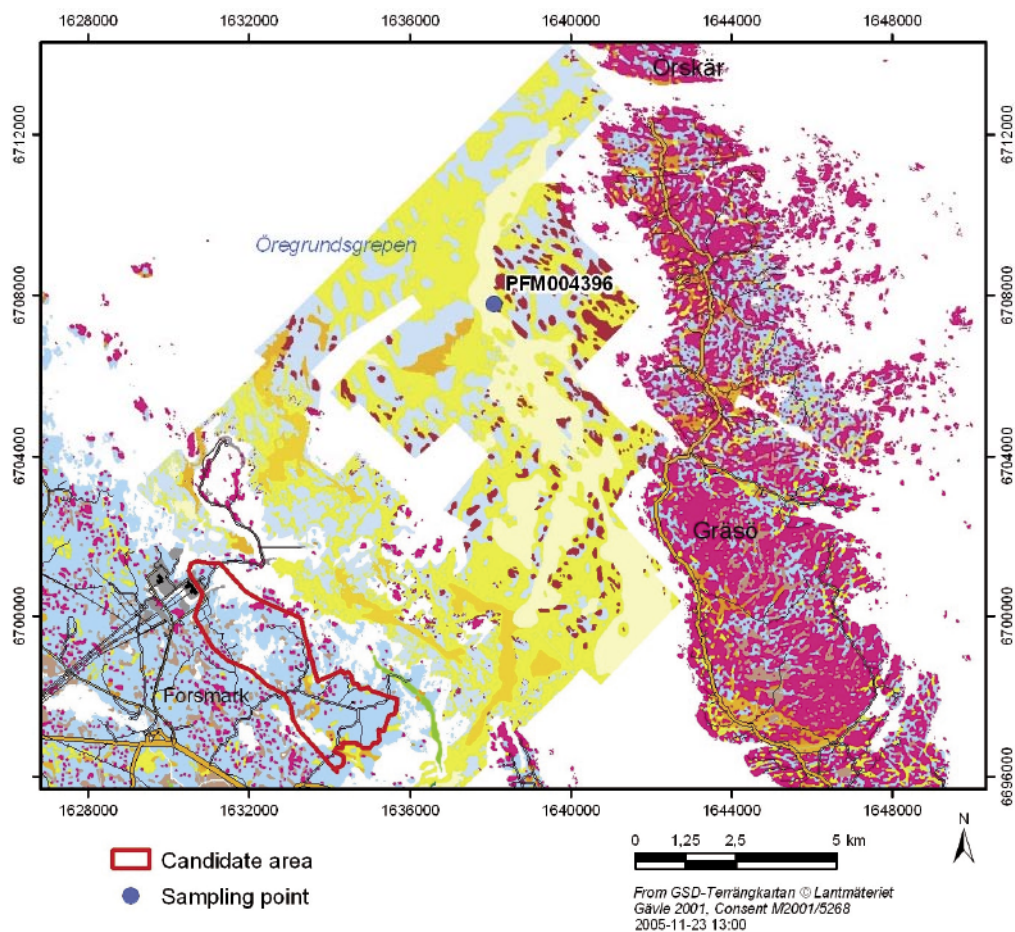 1628000 1632000 1636000 1640000 1644000 1648000
Örskär
6712000 6712000
Öregrundsgrepen
PFM004396
6708000 6708000
6704000 6704000
Gräsö
6700000 6700000
Forsmark
6696000 6696000
1628000 1632000 1636000 1640000 1644000 1648000
Candidate area
Sampling point
0 1,25 2,5 5 km
N
From GSD-Terrängkartan © Lantmäteriet
Gävle 2001, Consent M2001/5268
2005-11-23 13:00